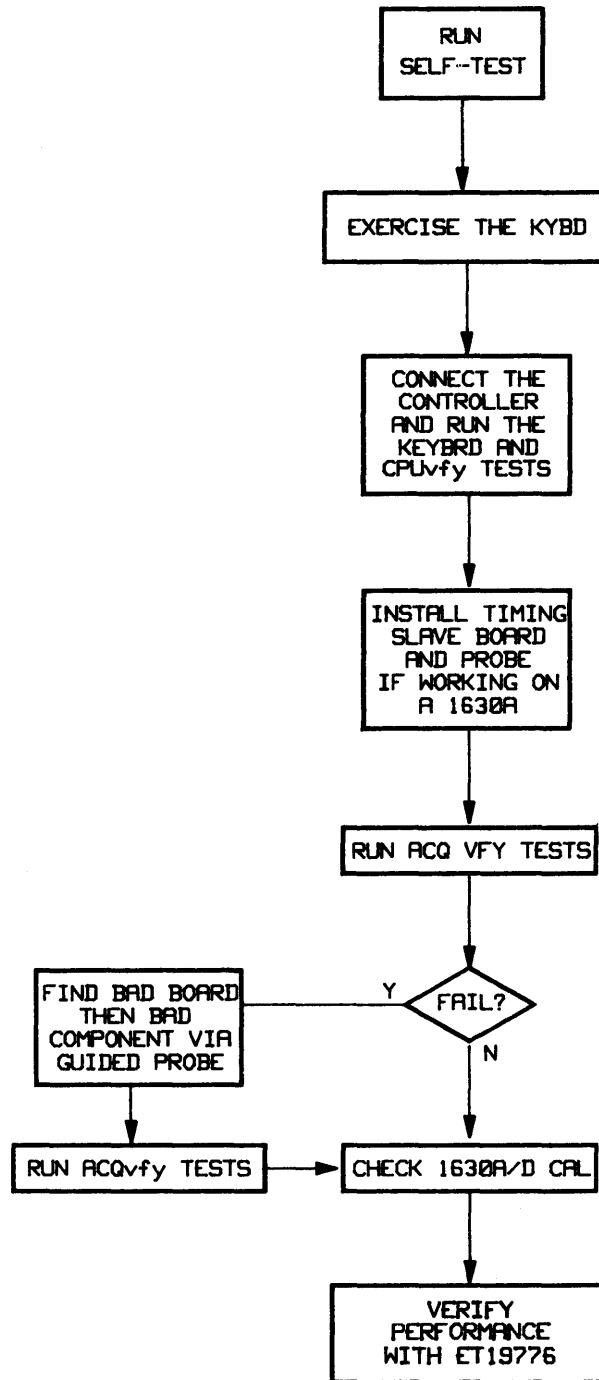 RUN
SELF-TEST
EXERCISE THE KYBD
CONNECT THE
CONTROLLER
AND RUN THE
KEYBRD AND
CPUvfy TESTS
INSTALL TIMING
SLAVE BOARD
AND PROBE
IF WORKING ON
A 1630A
RUN ACQ VFY TESTS
FAIL?
Y
N
FIND BAD BOARD
THEN BAD
COMPONENT VIA
GUIDED PROBE
RUN ACQvfy TESTS
CHECK 1630A/D CAL
VERIFY
PERFORMANCE
WITH ET19776